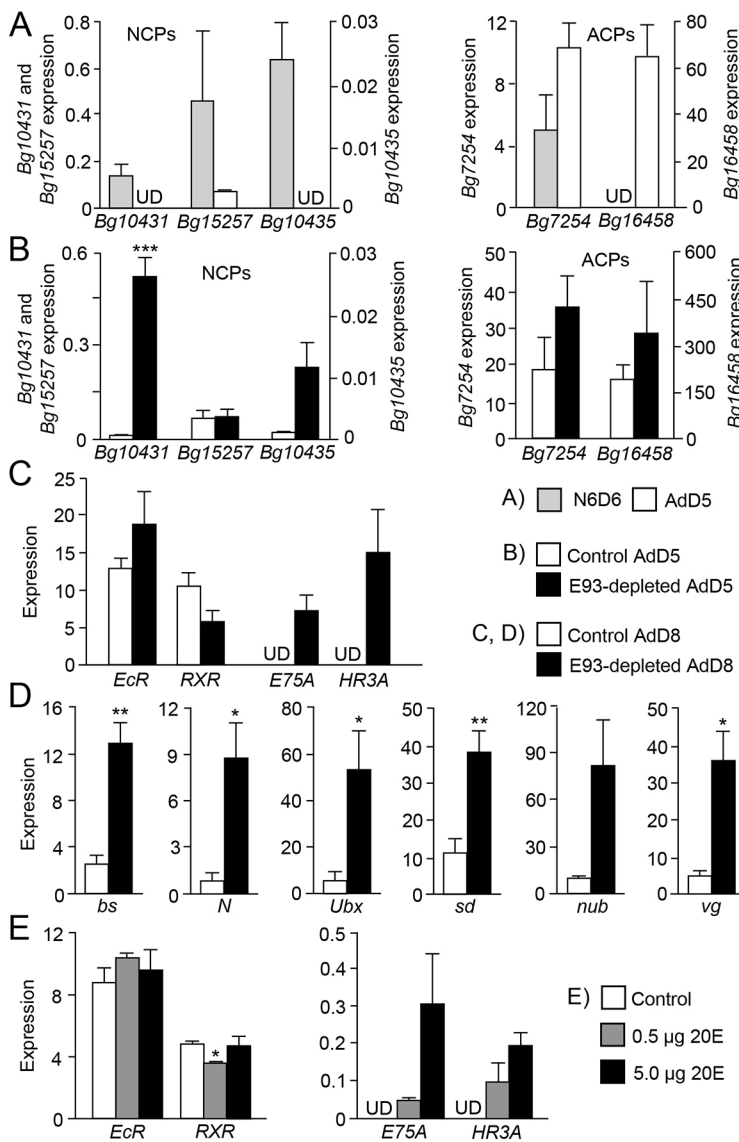 A
NCPs
ACPs
Bg10431 and
Bg15257 expression
0.8
0.6
0.4
0.2
0
UD
UD
0.03
0.02
0.01
0
Bg10435 expression
Bg10431 Bg15257 Bg10435
Bg7254 expression
12
8
4
0
UD
80
60
40
20
0
Bg16458 expression
Bg7254 Bg16458
B
NCPs
ACPs
Bg10431 and
Bg15257 expression
0.6
0.3
0
***
0.03
0.02
0.01
0
Bg10435 expression
Bg10431 Bg15257 Bg10435
Bg7254 expression
50
40
30
20
10
0
600
450
300
150
0
Bg16458 expression
Bg7254 Bg16458
C
Expression
25
20
15
10
5
0
UD
UD
EcR RXR E75A HR3A
A) N6D6 AdD5
B) Control AdD5
E93-depleted AdD5
C, D) Control AdD8
E93-depleted AdD8
D
Expression
16
12
8
4
0
**
bs
12
9
6
3
0
*
N
80
60
40
20
0
*
Ubx
50
40
30
20
10
0
**
sd
120
90
60
30
0
nub
50
40
30
20
10
0
*
vg
E
Expression
12
8
4
0
*
EcR RXR
0.5
0.4
0.3
0.2
0.1
0
UD
UD
E75A HR3A
E) Control
0.5 µg 20E
5.0 µg 20E